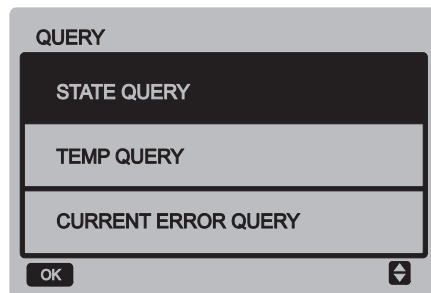 QUERY
STATE QUERY
TEMP QUERY
CURRENT ERROR QUERY
OK